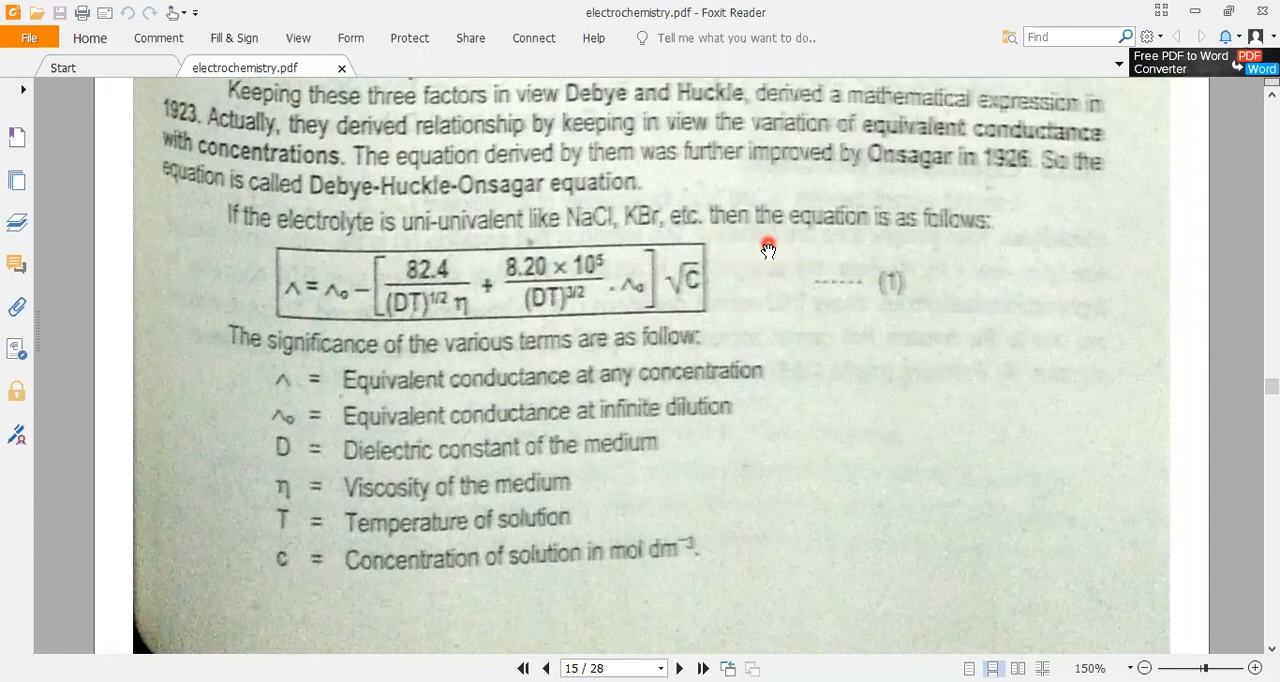 electrochemistry.pdf - Foxit Reader
File Home Comment Fill & Sign View Form Protect Share Connect Help Tell me what you want to do.. Find
Start electrochemistry.pdf
Free PDF to Word Converter PDF Word
Keeping these three factors in view Debye and Huckle, derived a mathematical expression in
1923. Actually, they derived relationship by keeping in view the variation of equivalent conductance
with concentrations. The equation derived by them was further improved by Onsagar in 1926. So the
equation is called Debye-Huckle-Onsagar equation.
If the electrolyte is uni-univalent like NaCl, KBr, etc. then the equation is as follows:
Λ = Λ₀ − [82.4 / (DT)^1/2 η + 8.20 × 10⁵ / (DT)^3/2 . Λ₀] √C ...... (1)
The significance of the various terms are as follow:
Λ = Equivalent conductance at any concentration
Λ₀ = Equivalent conductance at infinite dilution
D = Dielectric constant of the medium
η = Viscosity of the medium
T = Temperature of solution
c = Concentration of solution in mol dm⁻³.
15 / 28 150%